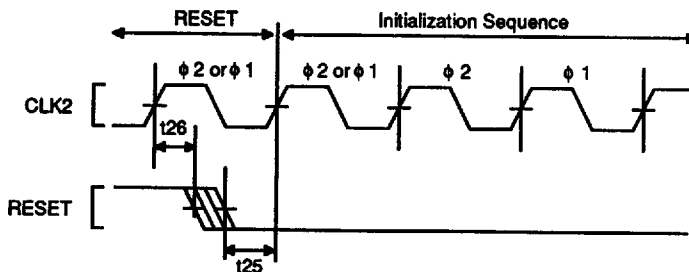 RESET Initialization Sequence
ϕ 2 or ϕ 1 ϕ 2 or ϕ 1 ϕ 2 ϕ 1
CLK2
t26
RESET
t25